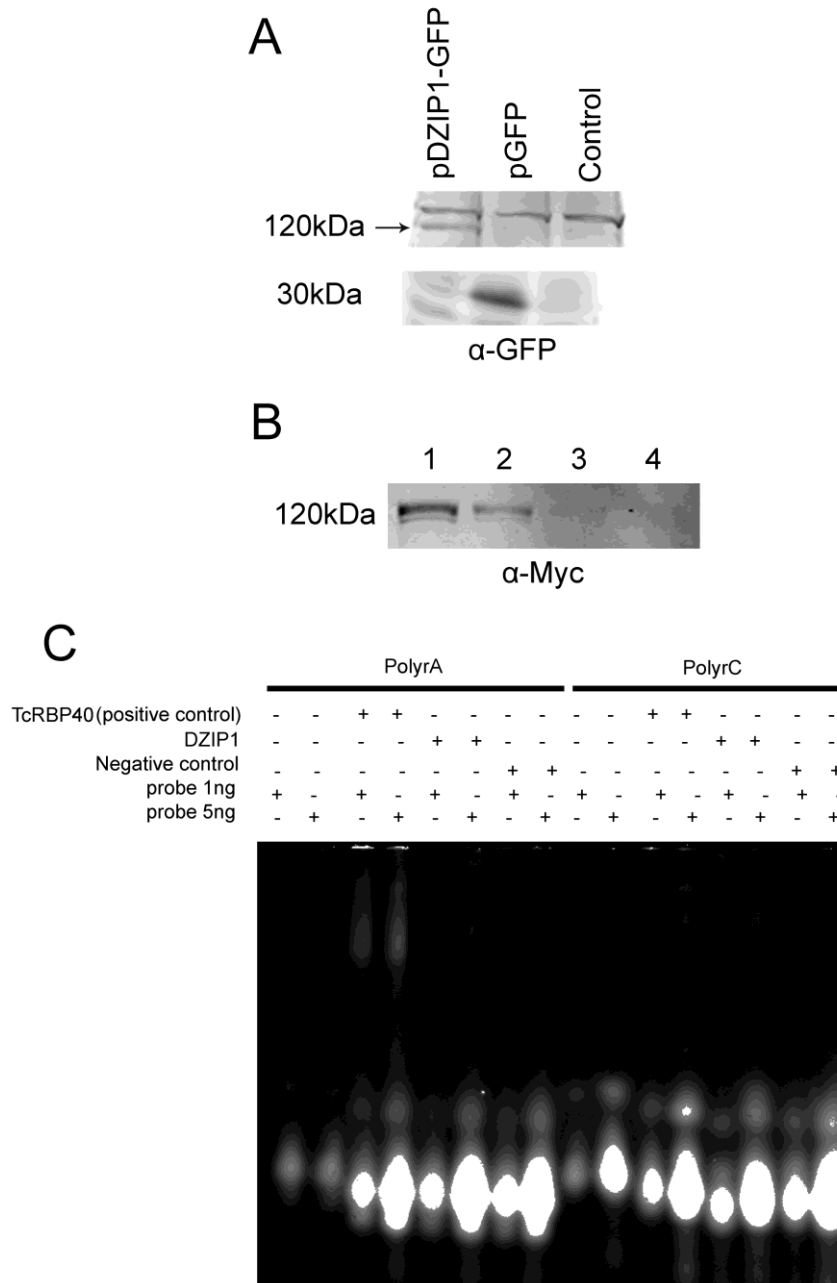 A
pDZIP1-GFP
pGFP
Control
120kDa
30kDa
α-GFP
B
1 2 3 4
120kDa
α-Myc
C
PolyrA PolyrC
TcRBP40(positive control) - - + + - - - - - - + + - - - -
DZIP1 - - - - + + - - - - - - + + - -
Negative control - - - - - - + + - - - - - - + +
probe 1ng + - + - + - + - + - + - + - + -
probe 5ng - + - + - + - + - + - + - + - +